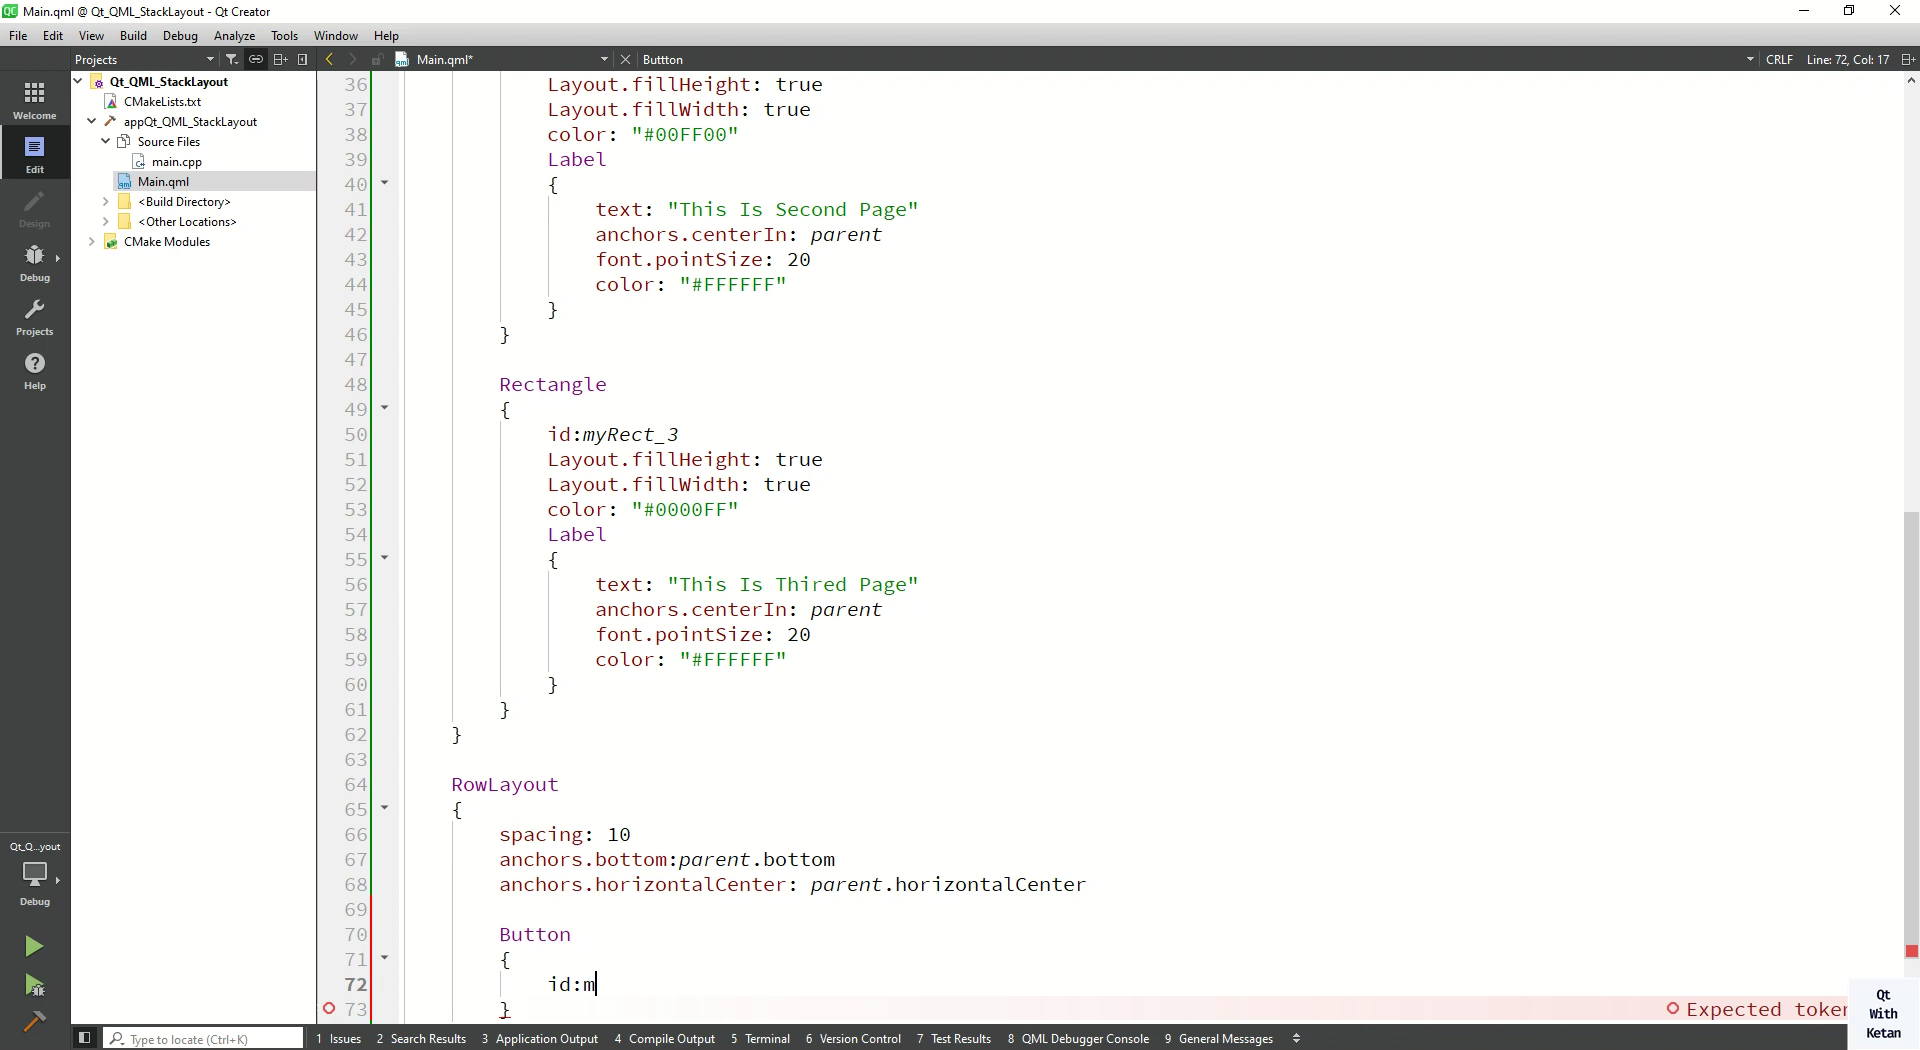 Main.qml @ Qt_QML_StackLayout - Qt Creator
File Edit View Build Debug Analyze Tools Window Help
Projects Main.qml* Buttton CRLF Line: 72, Col: 17
Welcome
Edit
Design
Debug
Projects
Help
Qt_QML_StackLayout
CMakeLists.txt
appQt_QML_StackLayout
Source Files
main.cpp
Main.qml
<Build Directory>
<Other Locations>
CMake Modules
36 Layout.fillHeight: true
37 Layout.fillWidth: true
38 color: "#00FF00"
39 Label
40 {
41 text: "This Is Second Page"
42 anchors.centerIn: parent
43 font.pointSize: 20
44 color: "#FFFFFF"
45 }
46 }
47
48 Rectangle
49 {
50 id:myRect_3
51 Layout.fillHeight: true
52 Layout.fillWidth: true
53 color: "#0000FF"
54 Label
55 {
56 text: "This Is Thired Page"
57 anchors.centerIn: parent
58 font.pointSize: 20
59 color: "#FFFFFF"
60 }
61 }
62 }
63
64 RowLayout
65 {
66 spacing: 10
67 anchors.bottom:parent.bottom
68 anchors.horizontalCenter: parent.horizontalCenter
69
70 Button
71 {
72 id:m
73 } Expected token
Qt_Q...yout
Debug
Qt
With
Ketan
Type to locate (Ctrl+K) 1 Issues 2 Search Results 3 Application Output 4 Compile Output 5 Terminal 6 Version Control 7 Test Results 8 QML Debugger Console 9 General Messages